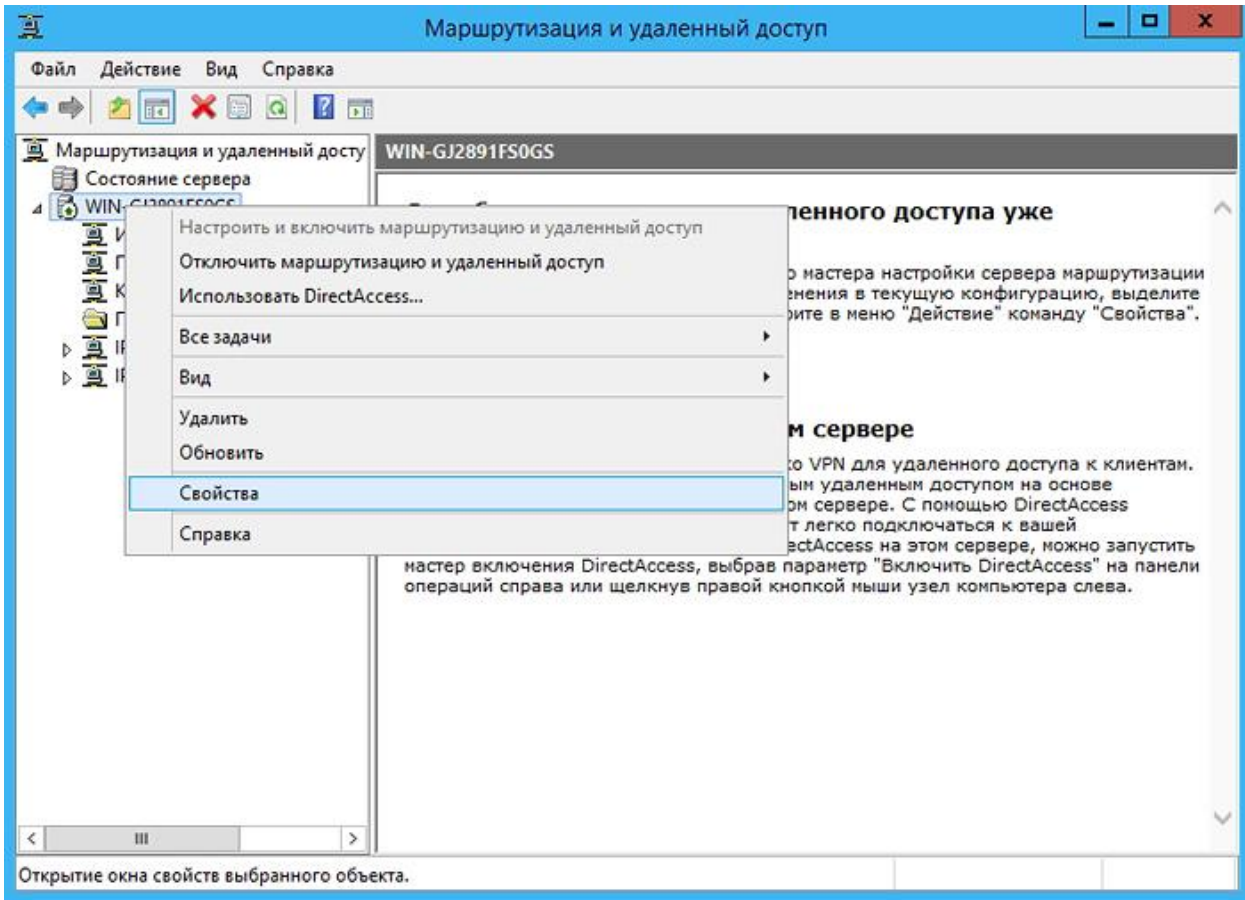 Маршрутизация и удаленный доступ
Файл Действие Вид Справка
Маршрутизация и удаленный досту
Состояние сервера
WIN-GJ2891FS0GS
WIN-GJ2891FS0GS
Настроить и включить маршрутизацию и удаленный доступ
Отключить маршрутизацию и удаленный доступ
Использовать DirectAccess...
Все задачи
Вид
Удалить
Обновить
Свойства
Справка
ленного доступа уже
мастера настройки сервера маршрутизации
енения в текущую конфигурацию, выделите
рите в меню "Действие" команду "Свойства".
м сервере
ко VPN для удаленного доступа к клиентам.
ым удаленным доступом на основе
ом сервере. С помощью DirectAccess
т легко подключаться к вашей
ectAccess на этом сервере, можно запустить
мастер включения DirectAccess, выбрав параметр "Включить DirectAccess" на панели
операций справа или щелкнув правой кнопкой мыши узел компьютера слева.
Открытие окна свойств выбранного объекта.